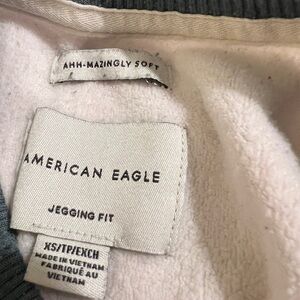 AHH-MAZINGLY SOFT
AMERICAN EAGLE
JEGGING FIT
XS/TP/EXCH
MADE IN VIETNAM
FABRIQUÉ AU
VIETNAM